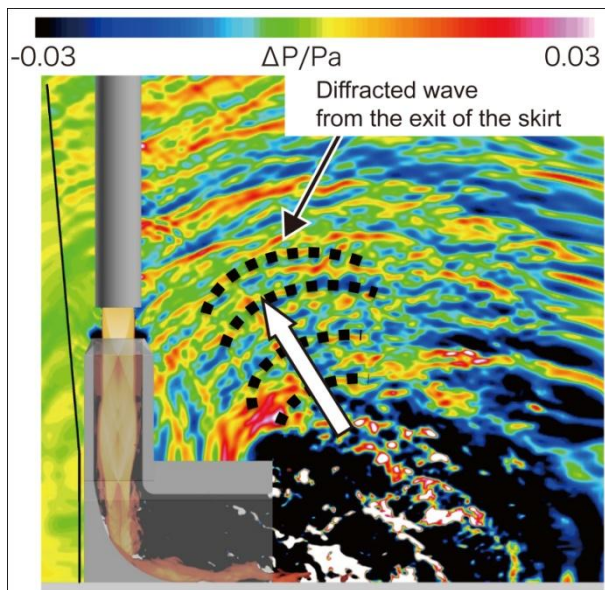 -0.03 ΔP/Pa 0.03
Diffracted wave
from the exit of the skirt